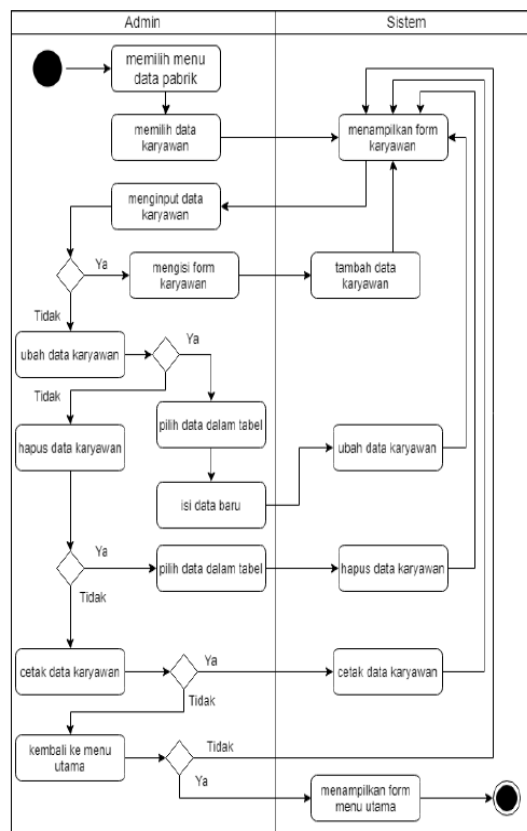 Admin
Sistem
memilih menu
data pabrik
memilih data
karyawan
menampilkan form
karyawan
menginput data
karyawan
Ya
mengisi form
karyawan
tambah data
karyawan
Tidak
ubah data karyawan
Ya
Tidak
pilih data dalam tabel
hapus data karyawan
ubah data karyawan
isi data baru
Ya
pilih data dalam tabel
hapus data karyawan
Tidak
cetak data karyawan
Ya
cetak data karyawan
Tidak
kembali ke menu
utama
Tidak
Ya
menampilkan form
menu utama